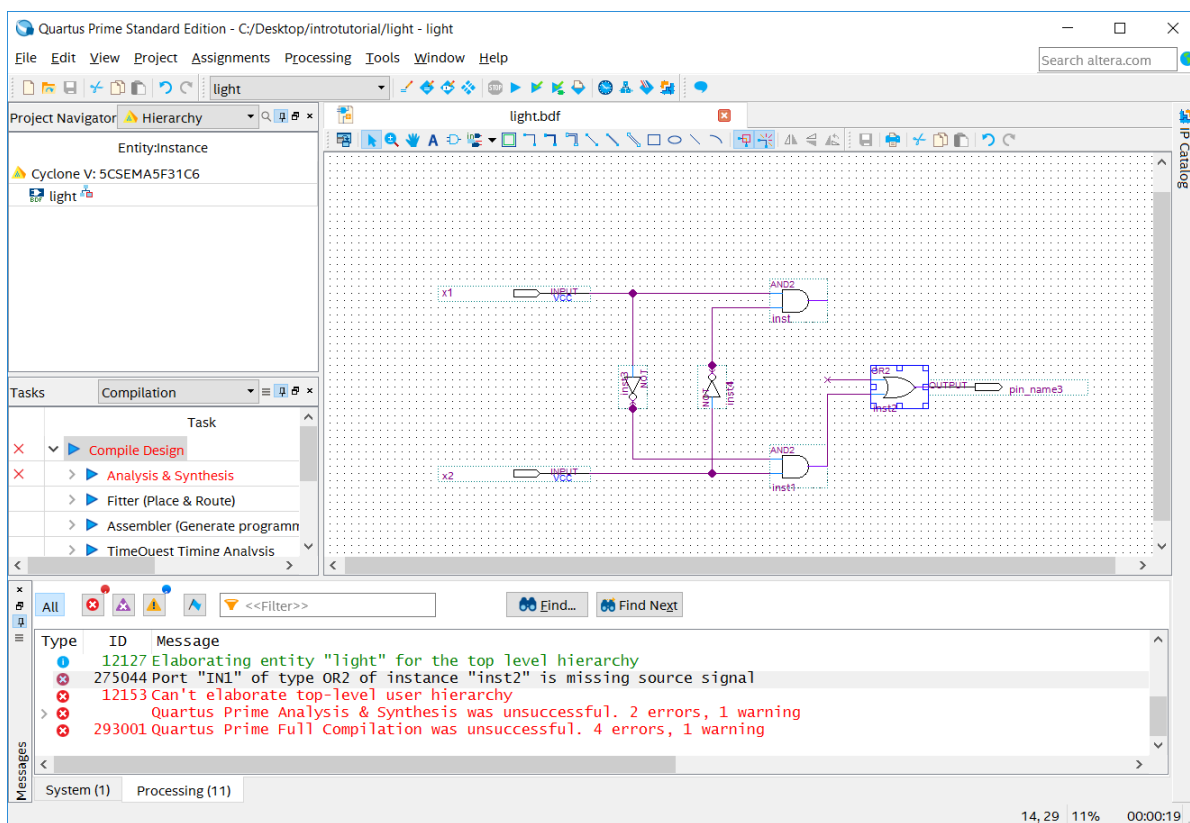 Quartus Prime Standard Edition - C:/Desktop/introtutorial/light - light
File Edit View Project Assignments Processing Tools Window Help
Search altera.com
light
STOP
Project Navigator Hierarchy
light.bdf
A
IP Catalog
Entity:Instance
Cyclone V: 5CSEMA5F31C6
BDF light
x1
INPUT
VCC
AND2
inst
inst3
NOT
NOT
inst4
OR2
inst2
OUTPUT
pin_name3
x2
INPUT
VCC
AND2
inst1
Tasks Compilation
Task
Compile Design
Analysis & Synthesis
Fitter (Place & Route)
Assembler (Generate programm
TimeQuest Timing Analysis
All <<Filter>> Find... Find Next
Type ID Message
12127 Elaborating entity "light" for the top level hierarchy
275044 Port "IN1" of type OR2 of instance "inst2" is missing source signal
12153 Can't elaborate top-level user hierarchy
Quartus Prime Analysis & Synthesis was unsuccessful. 2 errors, 1 warning
293001 Quartus Prime Full Compilation was unsuccessful. 4 errors, 1 warning
Messages
System (1) Processing (11)
14, 29 11% 00:00:19